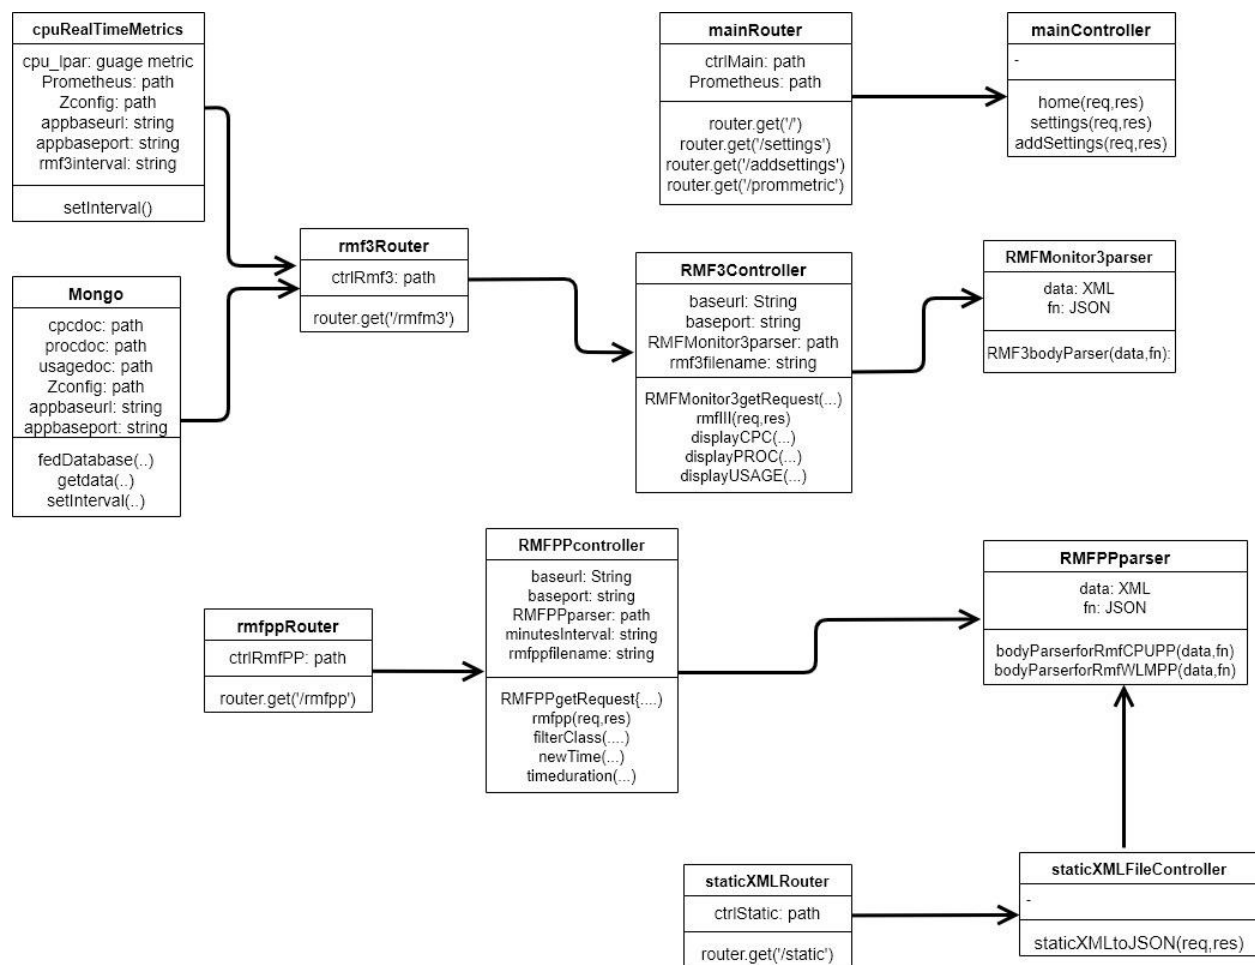 cpuRealTimeMetrics
cpu_lpar: guage metric
Prometheus: path
Zconfig: path
appbaseurl: string
appbaseport: string
rmf3interval: string
setInterval()
mainRouter
ctrlMain: path
Prometheus: path
router.get('/')
router.get('/settings')
router.get('/addsettings')
router.get('/prommetric')
mainController
-
home(req,res)
settings(req,res)
addSettings(req,res)
Mongo
cpcdoc: path
procdoc: path
usagedoc: path
Zconfig: path
appbaseurl: string
appbaseport: string
fedDatabase(..)
getdata(..)
setInterval(..)
rmf3Router
ctrlRmf3: path
router.get('/rmfm3')
RMF3Controller
baseurl: String
baseport: string
RMFMonitor3parser: path
rmf3filename: string
RMFMonitor3getRequest(...)
rmfIII(req,res)
displayCPC(...)
displayPROC(...)
displayUSAGE(...)
RMFMonitor3parser
data: XML
fn: JSON
RMF3bodyParser(data,fn):
rmfppRouter
ctrlRmfPP: path
router.get('/rmfpp')
RMFPPcontroller
baseurl: String
baseport: string
RMFPPparser: path
minutesInterval: string
rmfppfilename: string
RMFPPgetRequest{....)
rmfpp(req,res)
filterClass(....)
newTime(...)
timeduration(...)
RMFPPparser
data: XML
fn: JSON
bodyParserforRmfCPUPP(data,fn)
bodyParserforRmfWLMPP(data,fn)
staticXMLRouter
ctrlStatic: path
router.get('/static')
staticXMLFileController
-
staticXMLtoJSON(req,res)